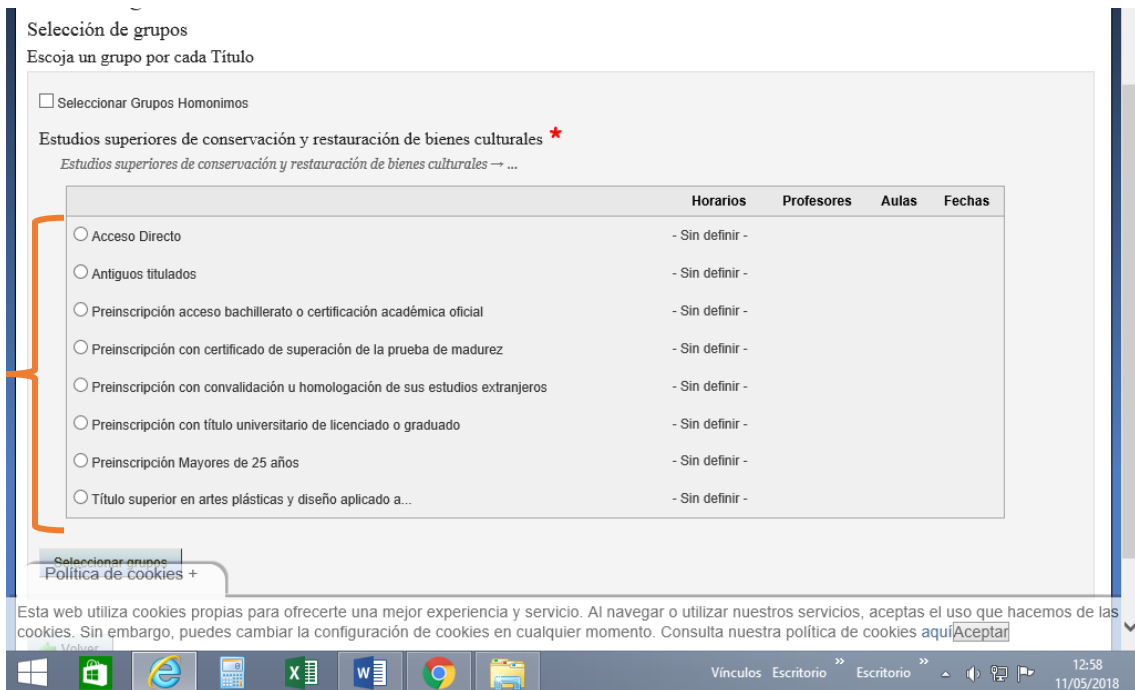 Selección de grupos
Escoja un grupo por cada Título
Seleccionar Grupos Homonimos
Estudios superiores de conservación y restauración de bienes culturales *
Estudios superiores de conservación y restauración de bienes culturales → ...
Horarios Profesores Aulas Fechas
Acceso Directo - Sin definir -
Antiguos titulados - Sin definir -
Preinscripción acceso bachillerato o certificación académica oficial - Sin definir -
Preinscripción con certificado de superación de la prueba de madurez - Sin definir -
Preinscripción con convalidación u homologación de sus estudios extranjeros - Sin definir -
Preinscripción con título universitario de licenciado o graduado - Sin definir -
Preinscripción Mayores de 25 años - Sin definir -
Título superior en artes plásticas y diseño aplicado a... - Sin definir -
Seleccionar grupos
Política de cookies +
Esta web utiliza cookies propias para ofrecerte una mejor experiencia y servicio. Al navegar o utilizar nuestros servicios, aceptas el uso que hacemos de las
cookies. Sin embargo, puedes cambiar la configuración de cookies en cualquier momento. Consulta nuestra política de cookies aquí Aceptar
Volver
Vínculos Escritorio » Escritorio » 12:58
11/05/2018